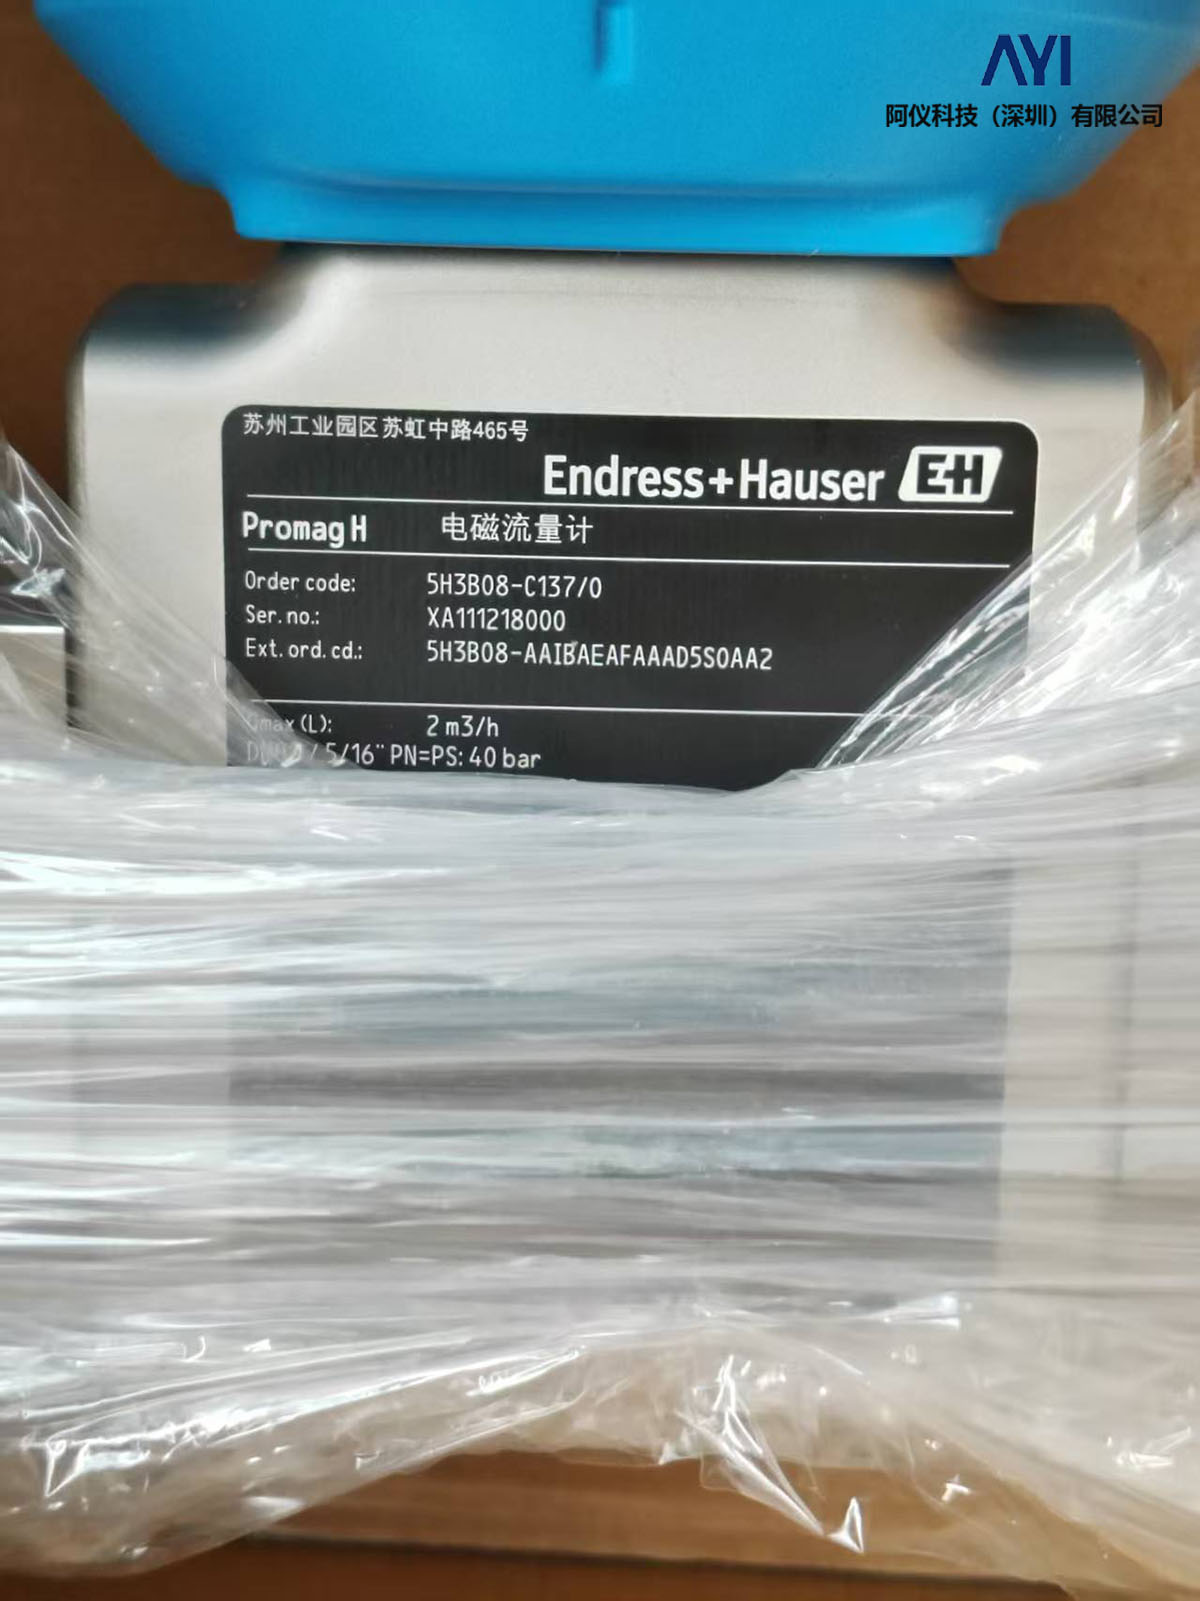 AYI
阿仪科技（深圳）有限公司
苏州工业园区苏虹中路465号
Endress+Hauser EH
Promag H 电磁流量计
Order code: 5H3B08-C137/0
Ser. no.: XA111218000
Ext. ord. cd.: 5H3B08-AAIBAEAFAAAD5S0AA2
(L): 2 m3/h
/ 5/16" PN=PS: 40 bar